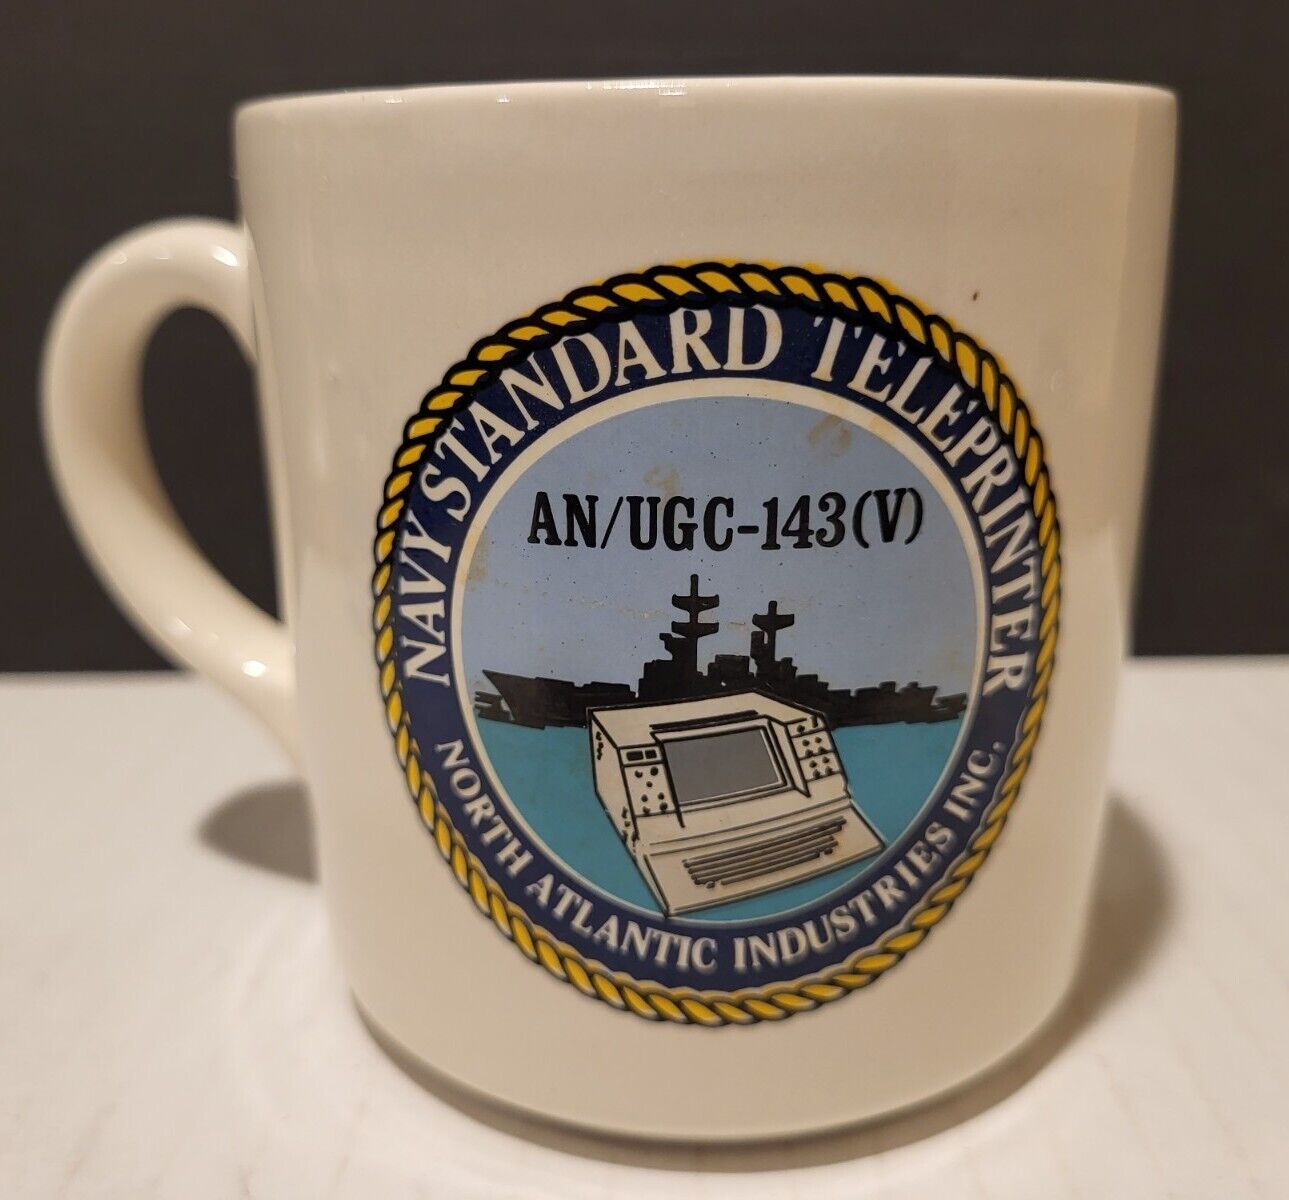 NAVY STANDARD TELEPRINTER
AN/UGC-143(V)
NORTH ATLANTIC INDUSTRIES INC.